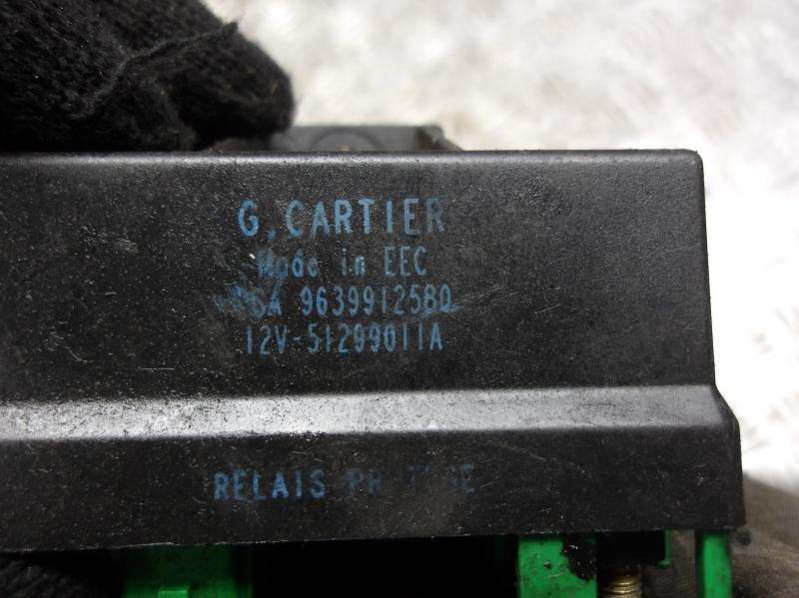 G. CARTIER
Made in EEC
9639912580
12V-51299011A
RELAIS